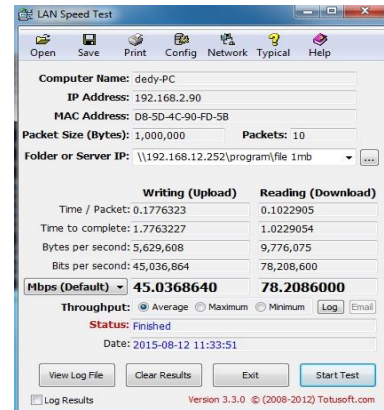 LAN Speed Test
Open Save Print Config Network Typical Help
Computer Name: dedy-PC
IP Address: 192.168.2.90
MAC Address: D8-5D-4C-90-FD-5B
Packet Size (Bytes): 1,000,000 Packets: 10
Folder or Server IP: \\192.168.12.252\program\file 1mb ...
Writing (Upload) Reading (Download)
Time / Packet: 0.1776323 0.1022905
Time to complete: 1.7763227 1.0229054
Bytes per second: 5,629,608 9,776,075
Bits per second: 45,036,864 78,208,600
Mbps (Default) 45.0368640 78.2086000
Throughput: Average Maximum Minimum Log Email
Status: Finished
Date: 2015-08-12 11:33:51
View Log File Clear Results Exit Start Test
Log Results Version 3.3.0 © (2008-2012) Totusoft.com